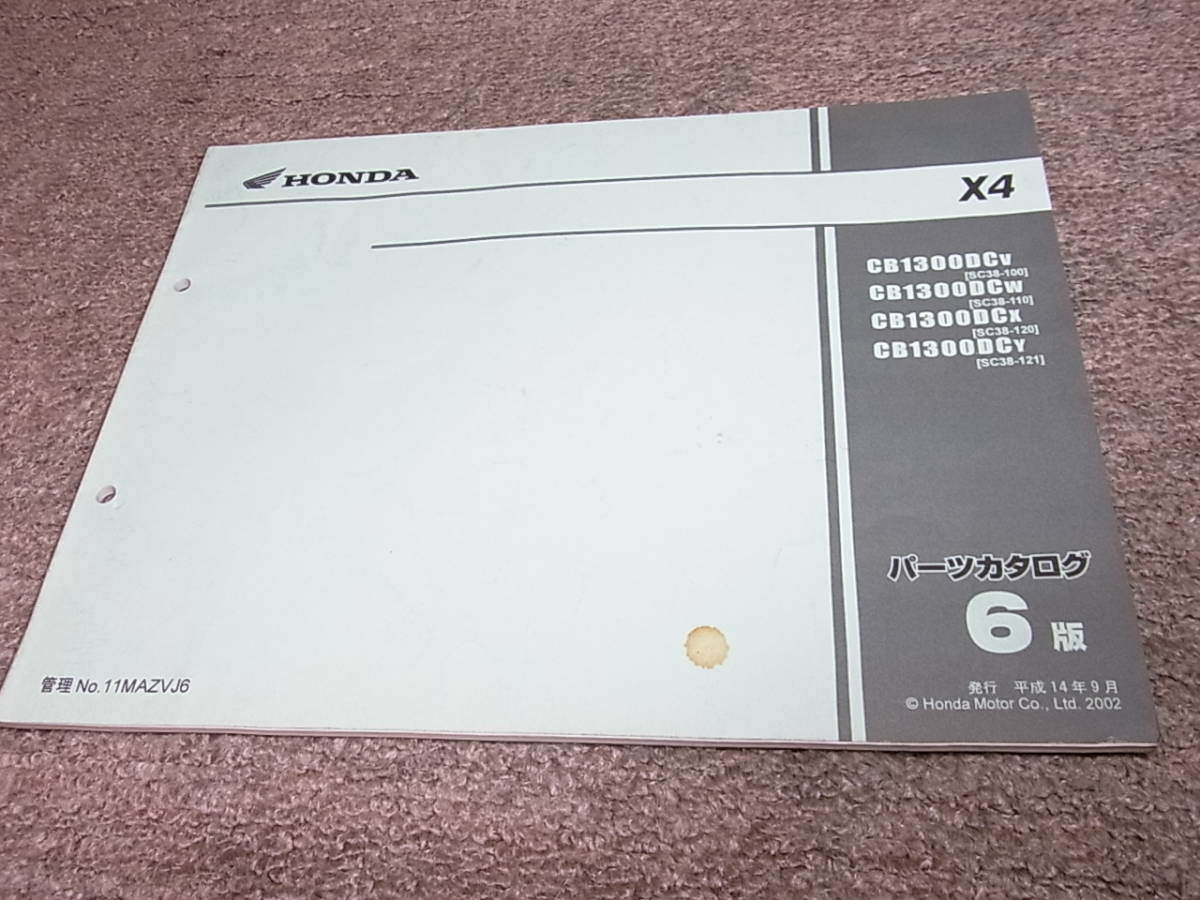 HONDA
X4
CB1300DCV
[SC38-100]
CB1300DCW
[SC38-110]
CB1300DCX
[SC38-120]
CB1300DCY
[SC38-121]
パーツカタログ
6版
管理 No. 11MAZVJ6
発行 平成14年9月
© Honda Motor Co., Ltd. 2002